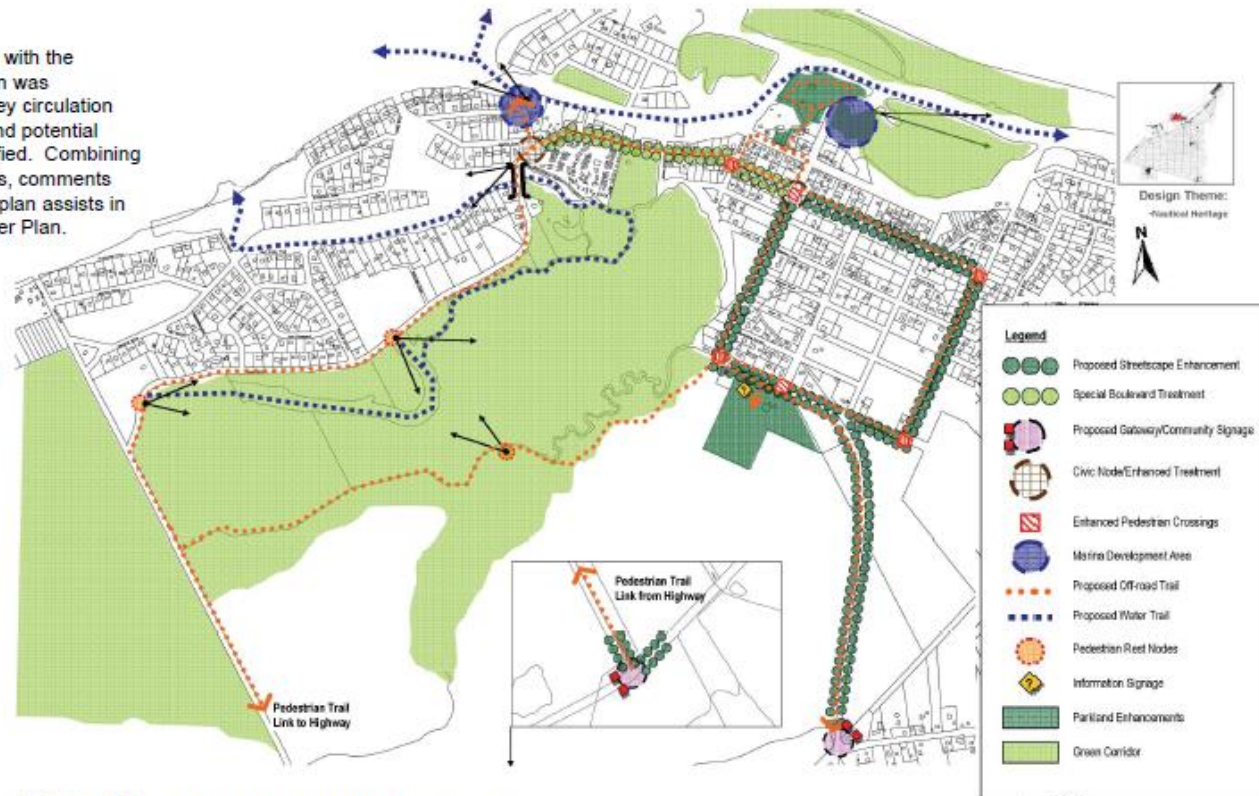 with the
n was
ey circulation
nd potential
fied. Combining
s, comments
plan assists in
er Plan.
Design Theme:
-Nautical Heritage
N
Legend
Proposed Streetscape Enhancement
Special Boulevard Treatment
Proposed Gateway/Community Signage
Civic Node/Enhanced Treatment
Enhanced Pedestrian Crossings
Marina Development Area
Proposed Off-road Trail
Proposed Water Trail
Pedestrian Rest Nodes
?
Information Signage
Parkland Enhancements
Green Corridor
?
Pedestrian Trail
Link from Highway
Pedestrian Trail
Link to Highway